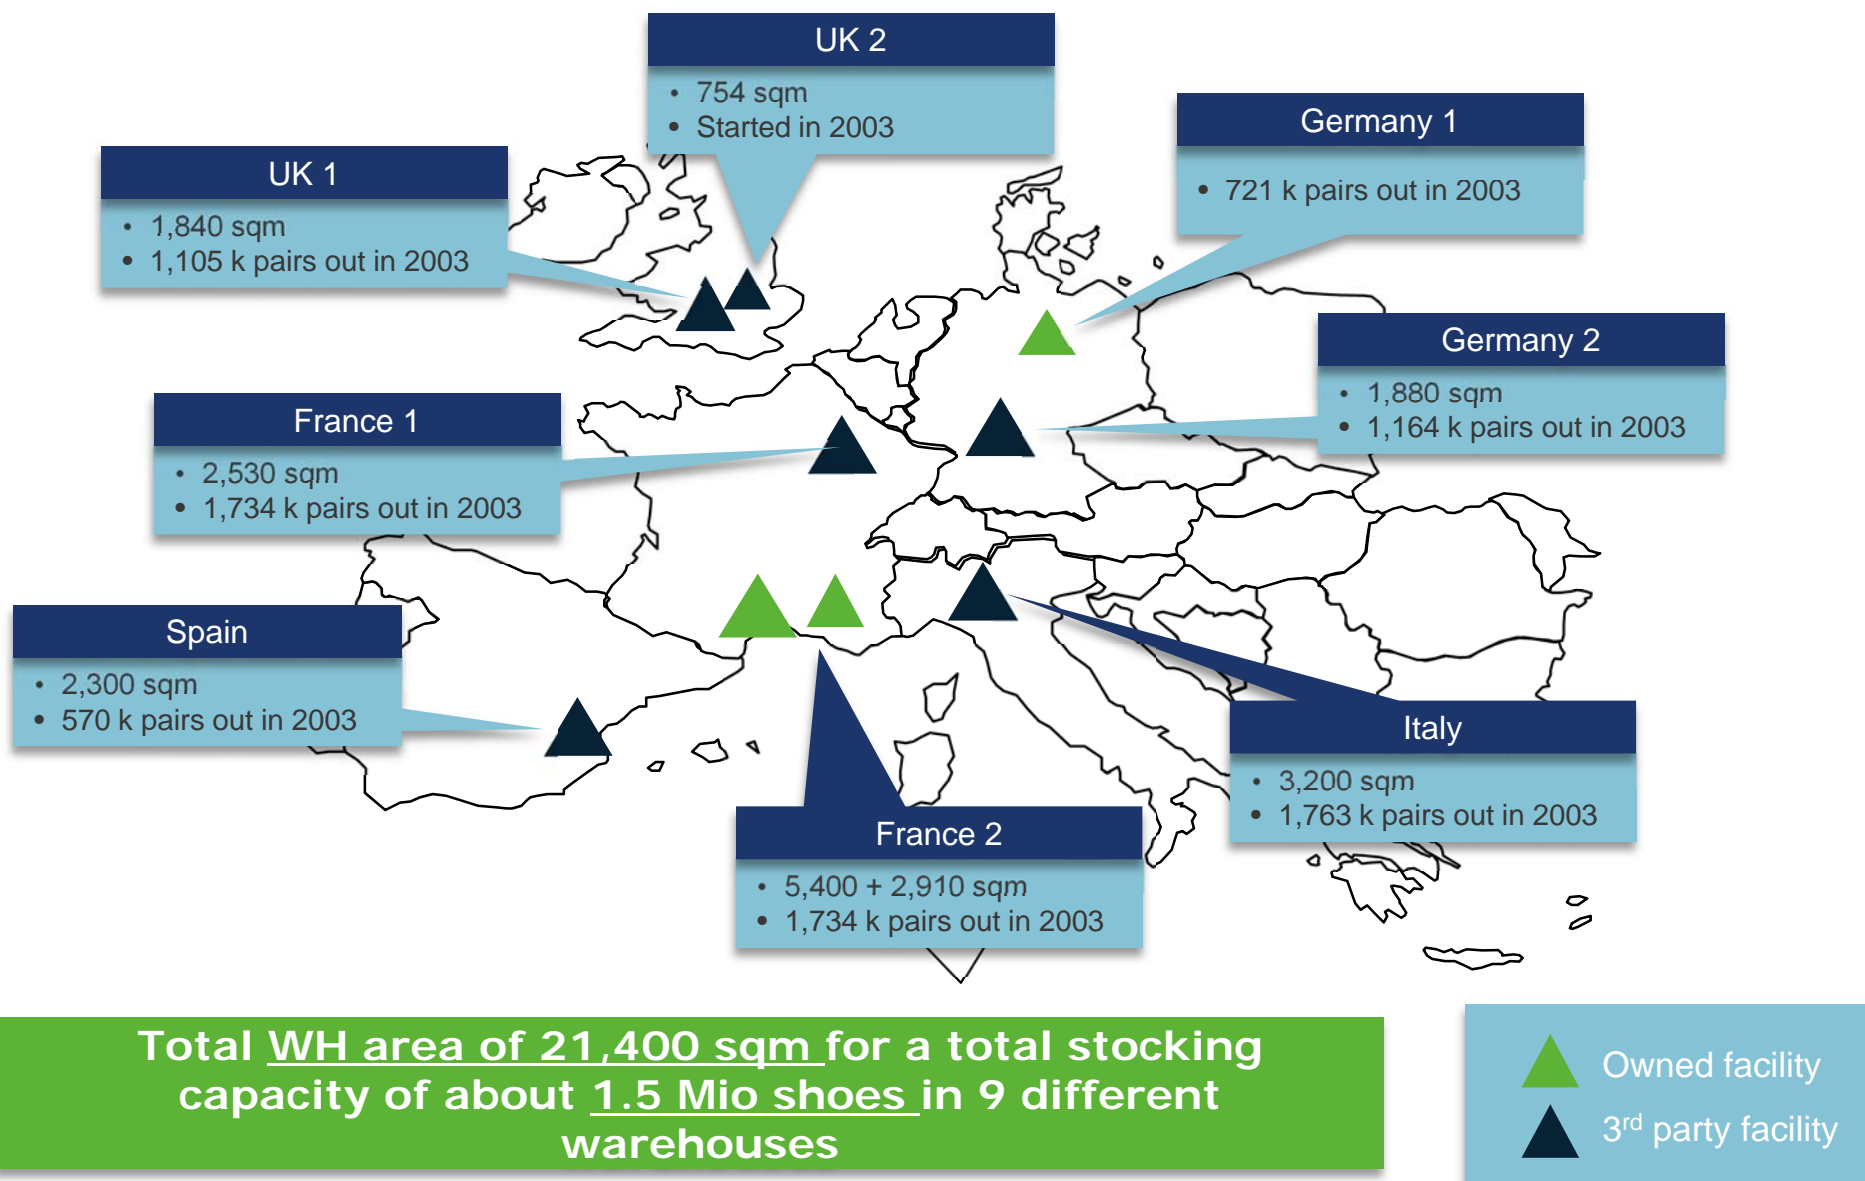 UK 2
• 754 sqm
• Started in 2003
Germany 1
• 721 k pairs out in 2003
UK 1
• 1,840 sqm
• 1,105 k pairs out in 2003
Germany 2
• 1,880 sqm
• 1,164 k pairs out in 2003
France 1
• 2,530 sqm
• 1,734 k pairs out in 2003
Spain
• 2,300 sqm
• 570 k pairs out in 2003
Italy
• 3,200 sqm
• 1,763 k pairs out in 2003
France 2
• 5,400 + 2,910 sqm
• 1,734 k pairs out in 2003
Total WH area of 21,400 sqm for a total stocking
capacity of about 1.5 Mio shoes in 9 different
warehouses
Owned facility
3rd party facility